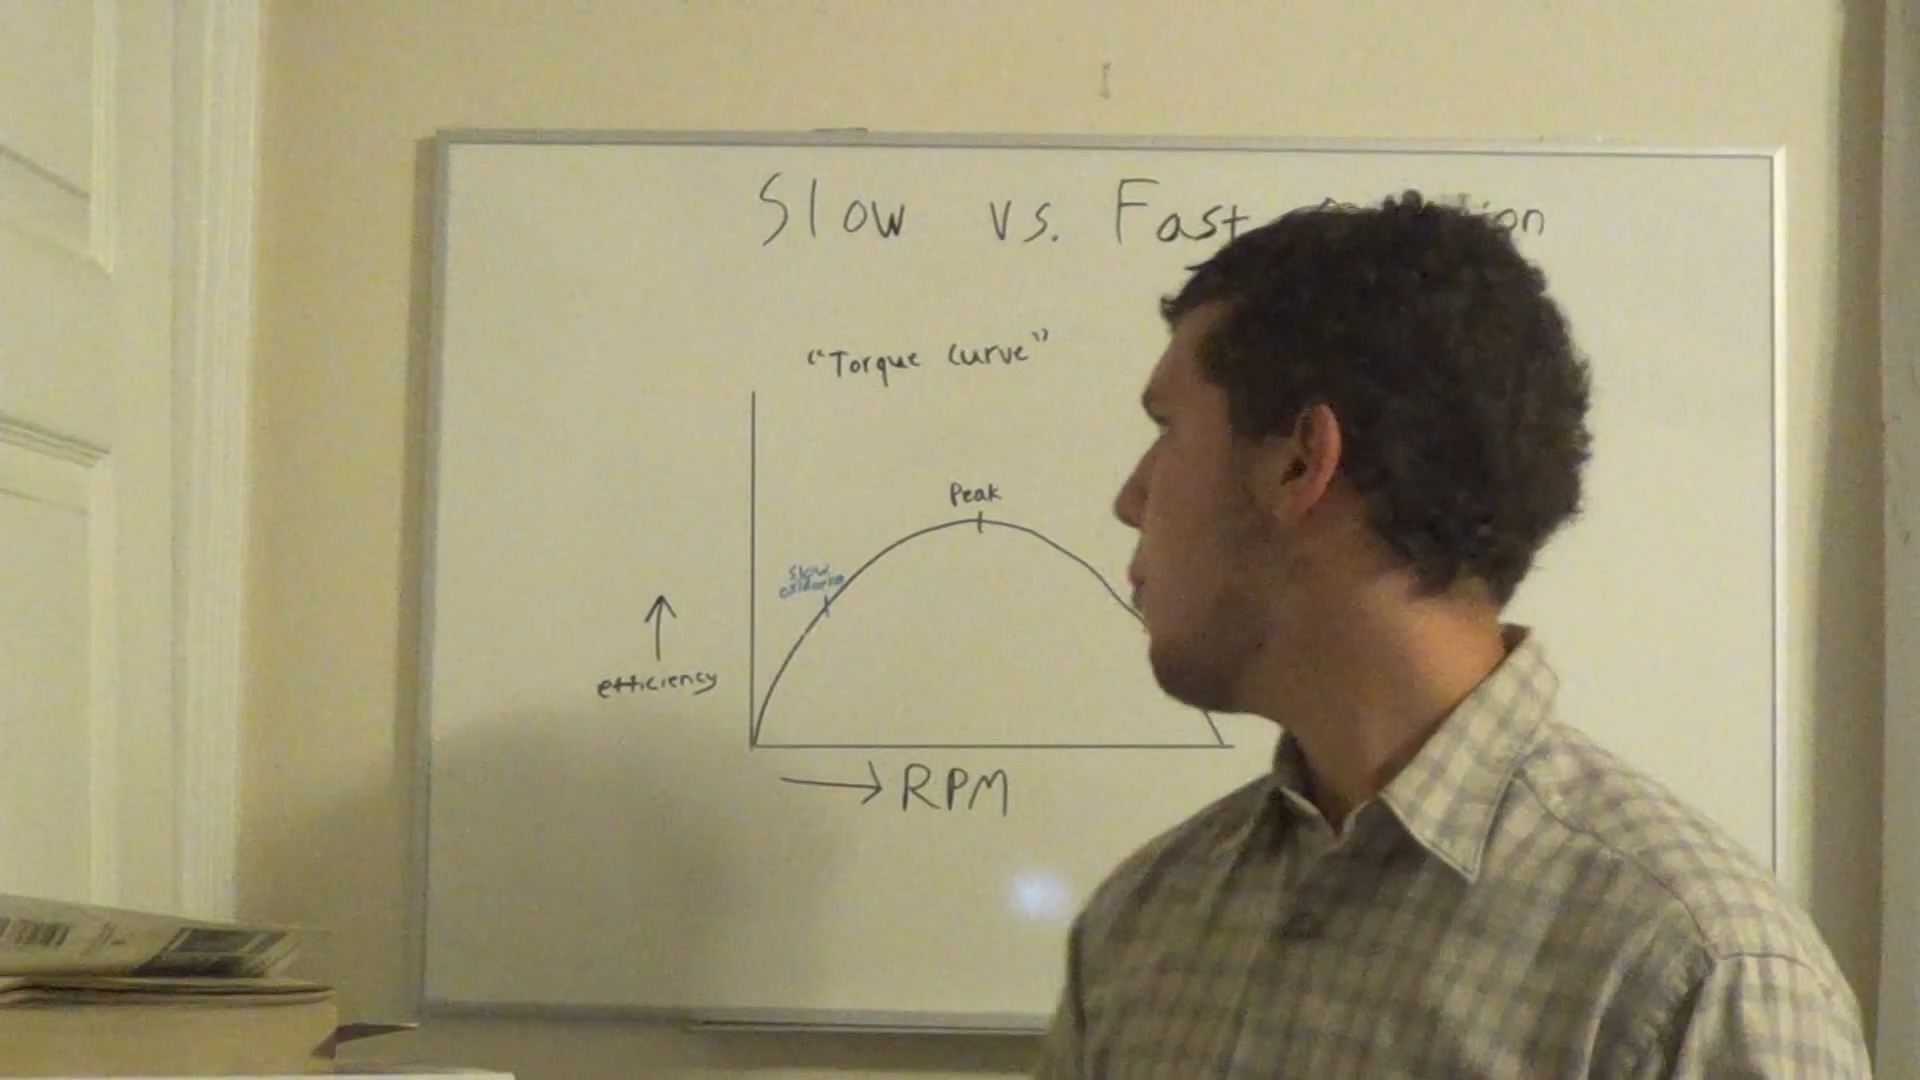 Slow vs. Fast
"Torque Curve"
Peak
Slow
efficiency
RPM